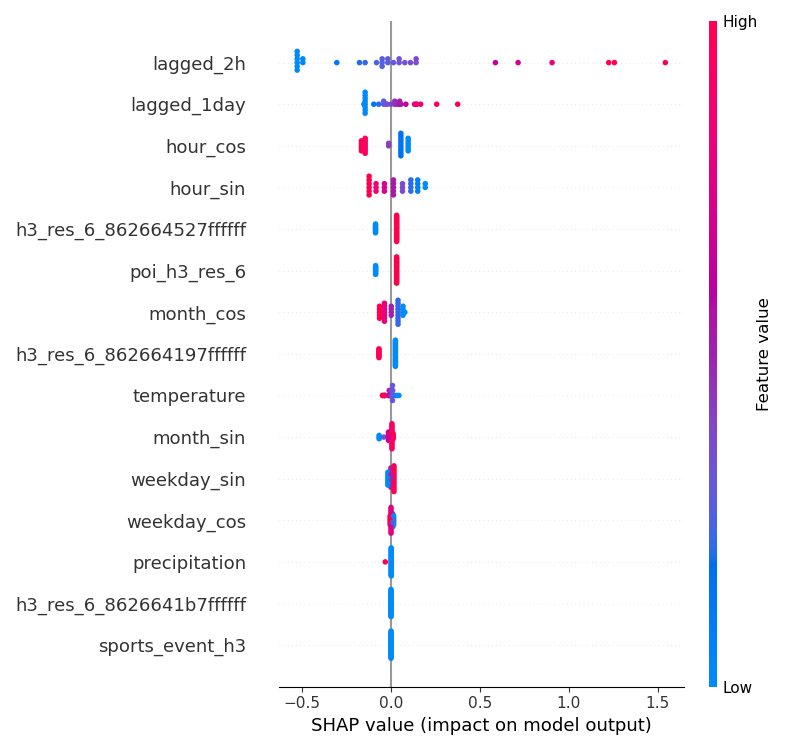 High
lagged_2h
lagged_1day
hour_cos
hour_sin
h3_res_6_862664527ffffff
poi_h3_res_6
month_cos
h3_res_6_862664197ffffff
temperature
month_sin
weekday_sin
weekday_cos
precipitation
h3_res_6_8626641b7ffffff
sports_event_h3
Feature value
Low
−0.5 0.0 0.5 1.0 1.5
SHAP value (impact on model output)